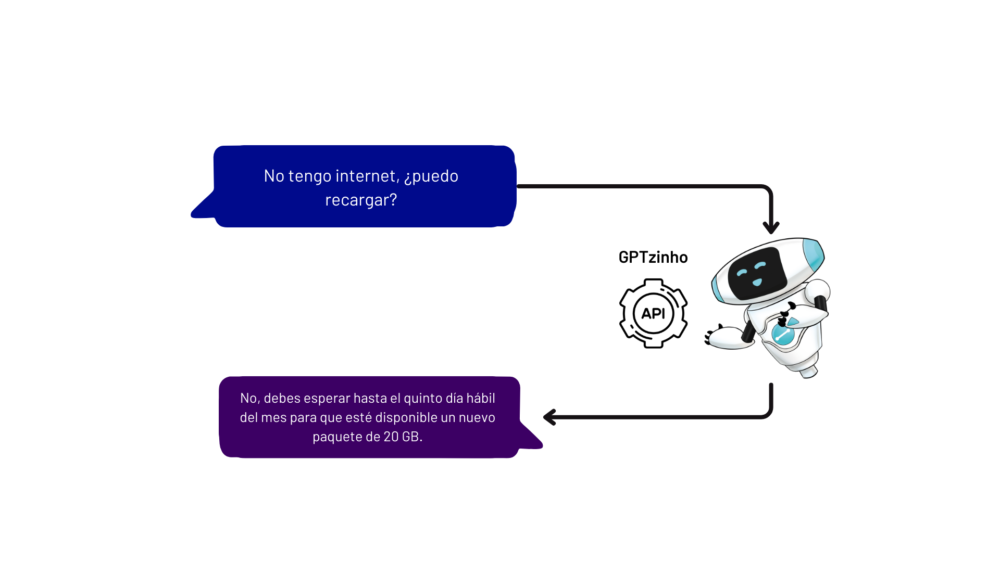 No tengo internet, ¿puedo
recargar?
GPTzinho
API
No, debes esperar hasta el quinto día hábil
del mes para que esté disponible un nuevo
paquete de 20 GB.